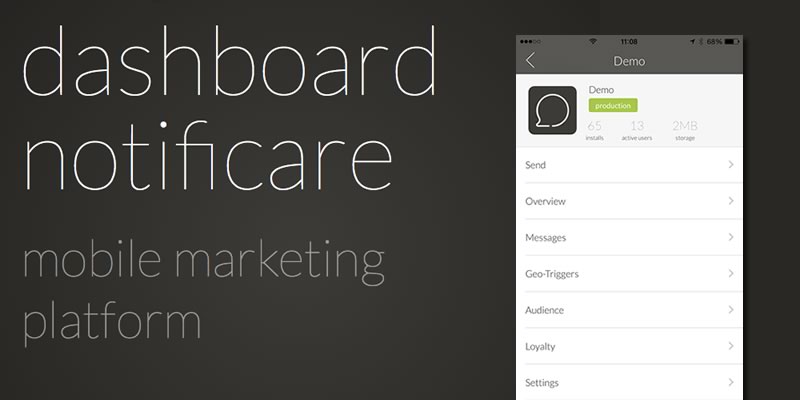 dashboard
notificare
mobile marketing
platform
11:08
68%
Demo
Demo
production
65 13 2MB
installs active users storage
Send
Overview
Messages
Geo-Triggers
Audience
Loyalty
Settings